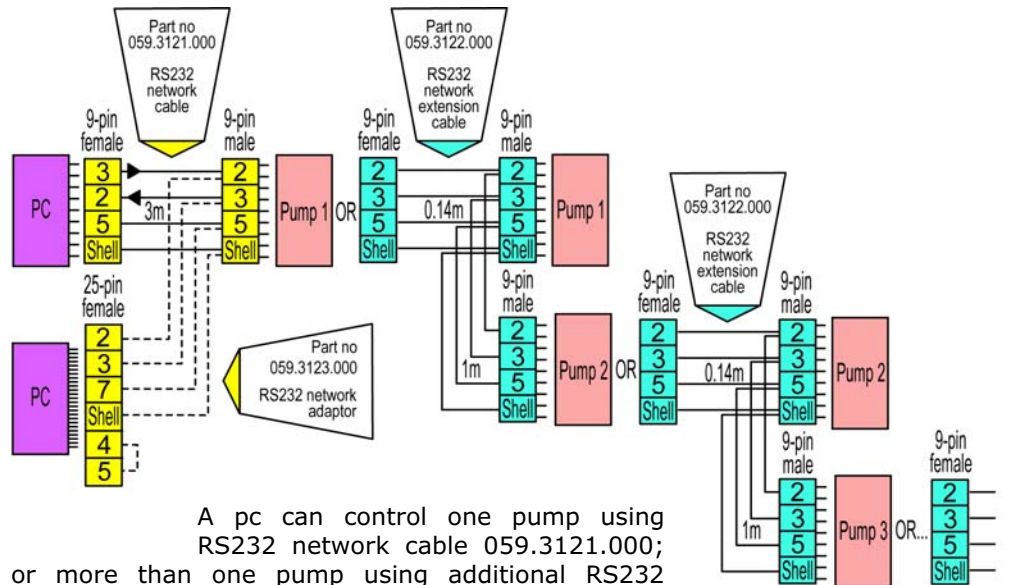 Part no
059.3121.000
RS232
network
cable
Part no
059.3122.000
RS232
network
extension
cable
9-pin
female
9-pin
male
9-pin
female
9-pin
male
PC
3
2
5
Shell
3m
2
3
5
Shell
Pump 1
OR
2
3
5
Shell
0.14m
2
3
5
Shell
Pump 1
Part no
059.3122.000
RS232
network
extension
cable
25-pin
female
PC
2
3
7
Shell
4
5
Part no
059.3123.000
RS232 network
adaptor
9-pin
male
1m
2
3
5
Shell
Pump 2
OR
9-pin
female
2
3
5
Shell
0.14m
9-pin
male
2
3
5
Shell
Pump 2
9-pin
male
1m
2
3
5
Shell
Pump 3
OR...
9-pin
female
2
3
5
Shell
A pc can control one pump using
RS232 network cable 059.3121.000;
or more than one pump using additional RS232